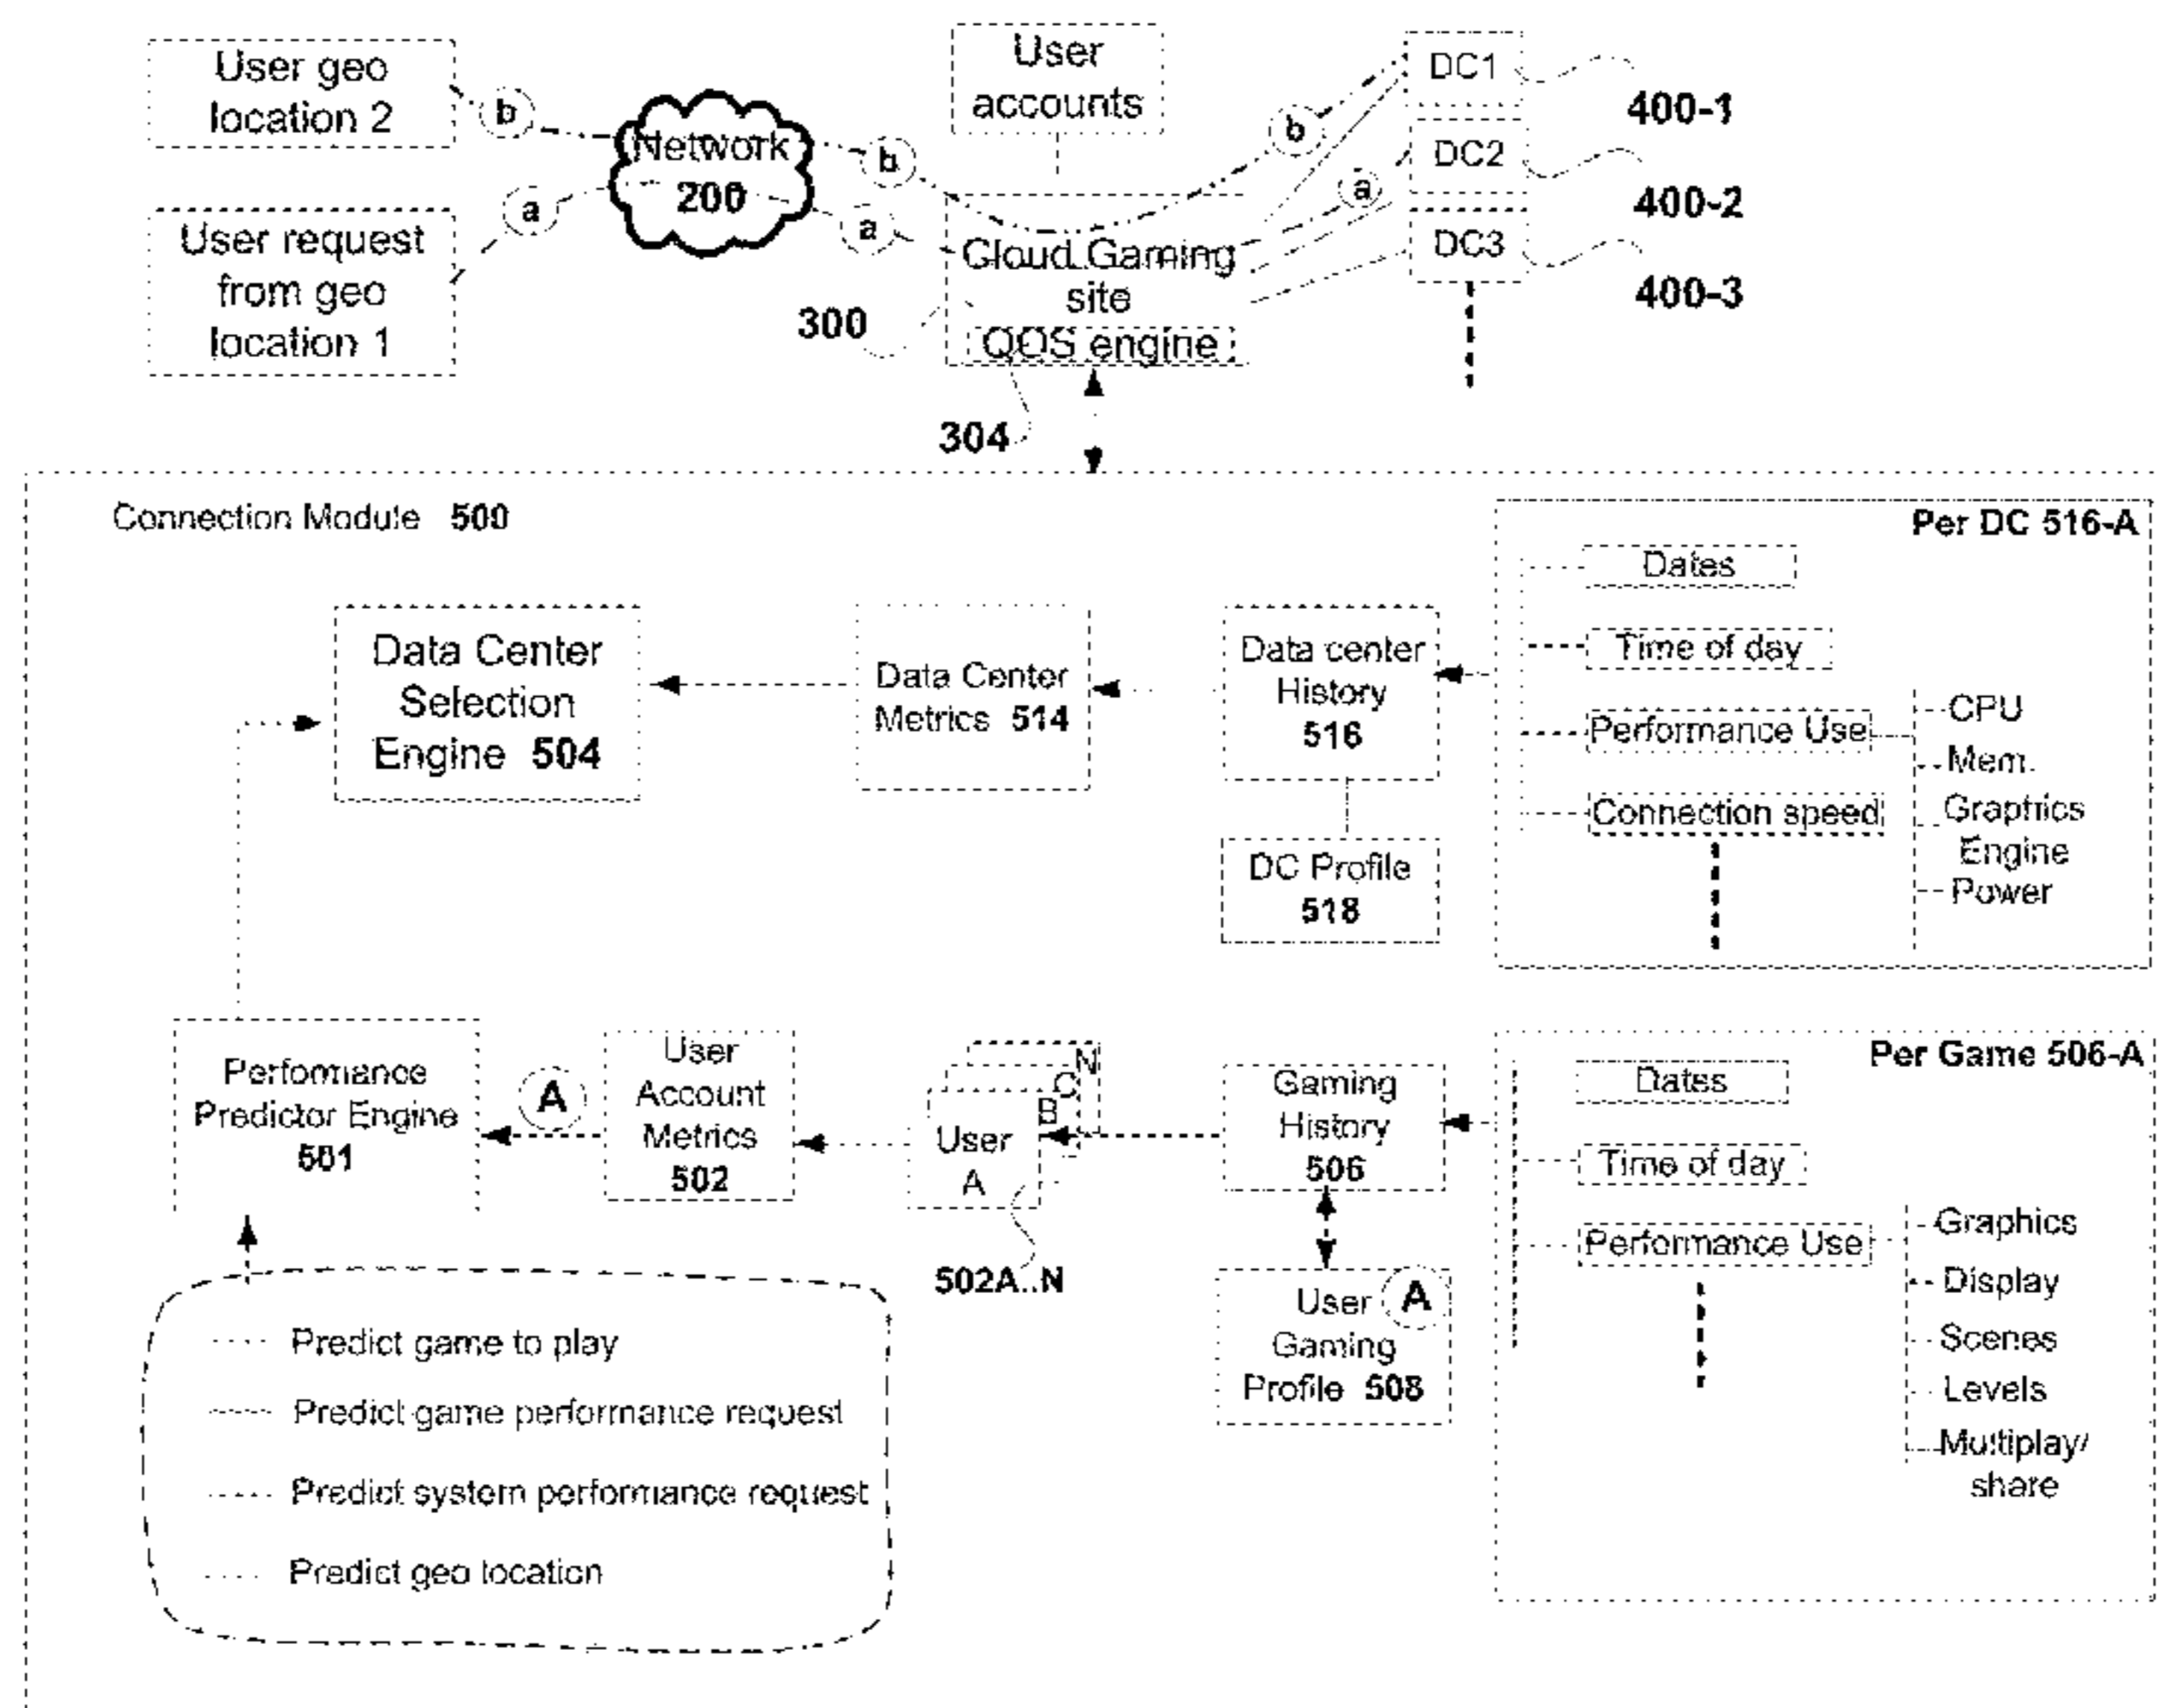 User geo
location 2
b
Network
200
b
a
a
User request
from geo
location 1
User
accounts
b
a
DC1
400-1
DC2
400-2
DC3
400-3
Cloud Gaming
site
QOS engine
300
304
Connection Module 500
Per DC 516-A
Dates
Time of day
Performance Use
Connection speed
CPU
Mem.
Graphics
Engine
Power
Data Center
Selection
Engine 504
Data Center
Metrics 514
Data center
History
516
DC Profile
518
Performance
Predictor Engine
501
A
User
Account
Metrics
502
User
A
B
C
N
502A..N
Gaming
History
506
User A
Gaming
Profile 508
Per Game 506-A
Dates
Time of day
Performance Use
Graphics
Display
Scenes
Levels
Multiplay/
share
Predict game to play
Predict game performance request
Predict system performance request
Predict geo location